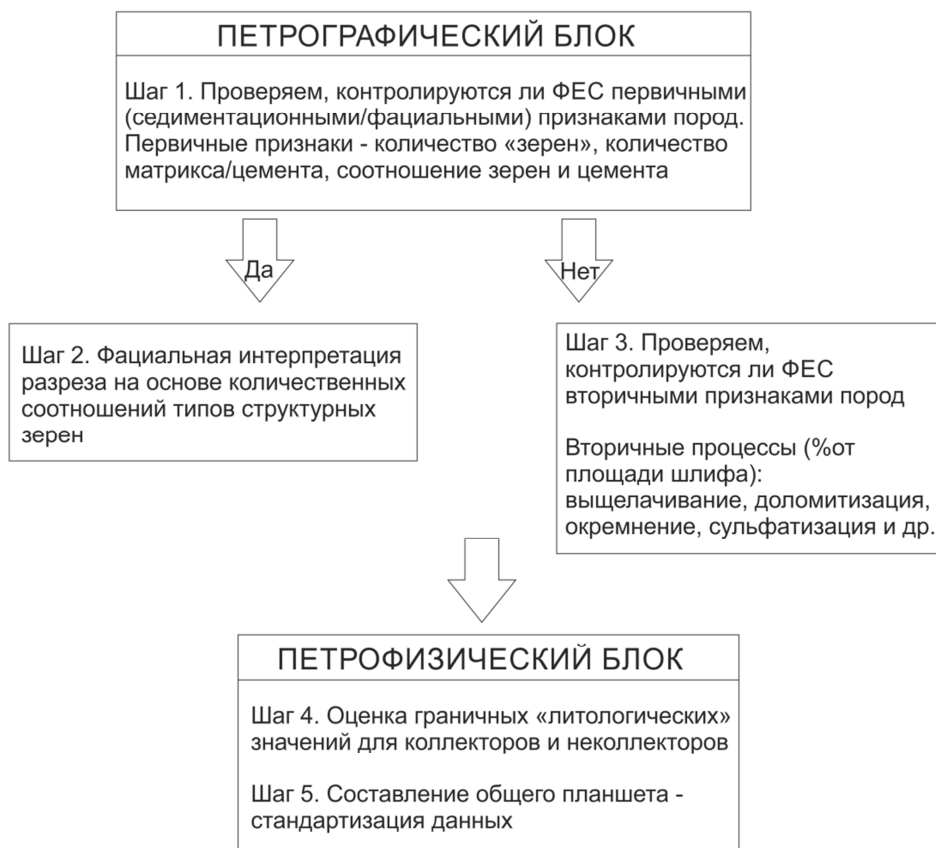 ПЕТРОГРАФИЧЕСКИЙ БЛОК
Шаг 1. Проверяем, контролируются ли ФЕС первичными
(седиментационными/фациальными) признаками пород.
Первичные признаки - количество «зерен», количество
матрикса/цемента, соотношение зерен и цемента
Да
Нет
Шаг 2. Фациальная интерпретация
разреза на основе количественных
соотношений типов структурных
зерен
Шаг 3. Проверяем,
контролируются ли ФЕС
вторичными признаками пород
Вторичные процессы (%от
площади шлифа):
выщелачивание, доломитизация,
окремнение, сульфатизация и др.
ПЕТРОФИЗИЧЕСКИЙ БЛОК
Шаг 4. Оценка граничных «литологических»
значений для коллекторов и неколлекторов
Шаг 5. Составление общего планшета -
стандартизация данных